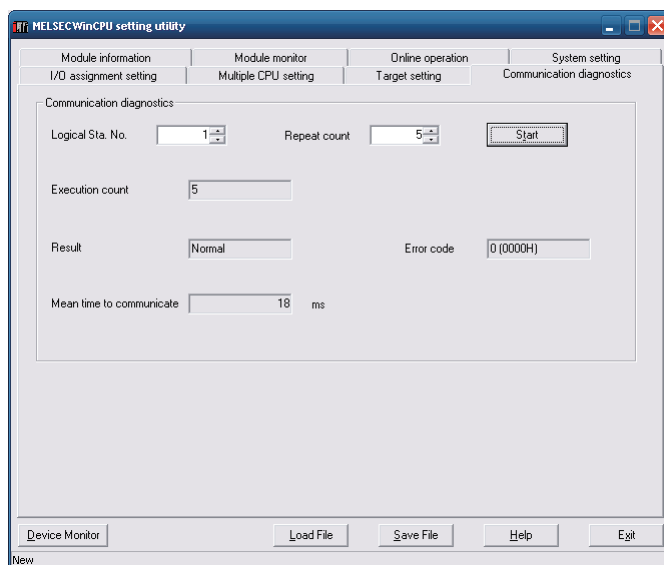 MELSECWinCPU setting utility
Module information Module monitor Online operation System setting
I/O assignment setting Multiple CPU setting Target setting Communication diagnostics
Communication diagnostics
Logical Sta. No. 1 Repeat count 5 Start
Execution count 5
Result Normal Error code 0 (0000H)
Mean time to communicate 18 ms
Device Monitor Load File Save File Help Exit
New